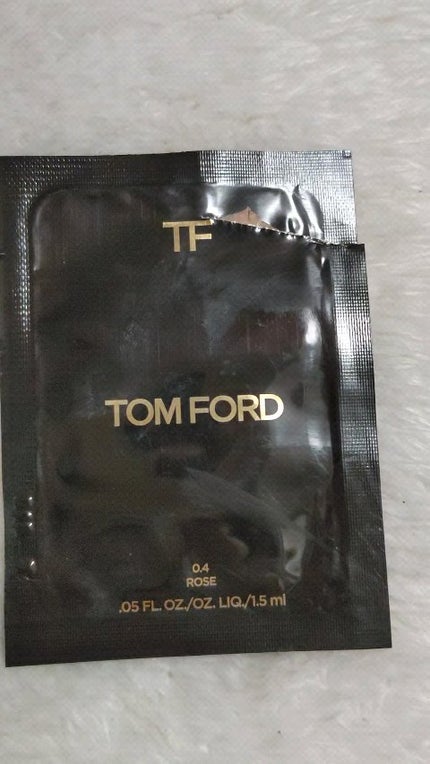 TF
TOM FORD
0.4
ROSE
.05 FL. OZ./OZ. LIQ./1.5 ml